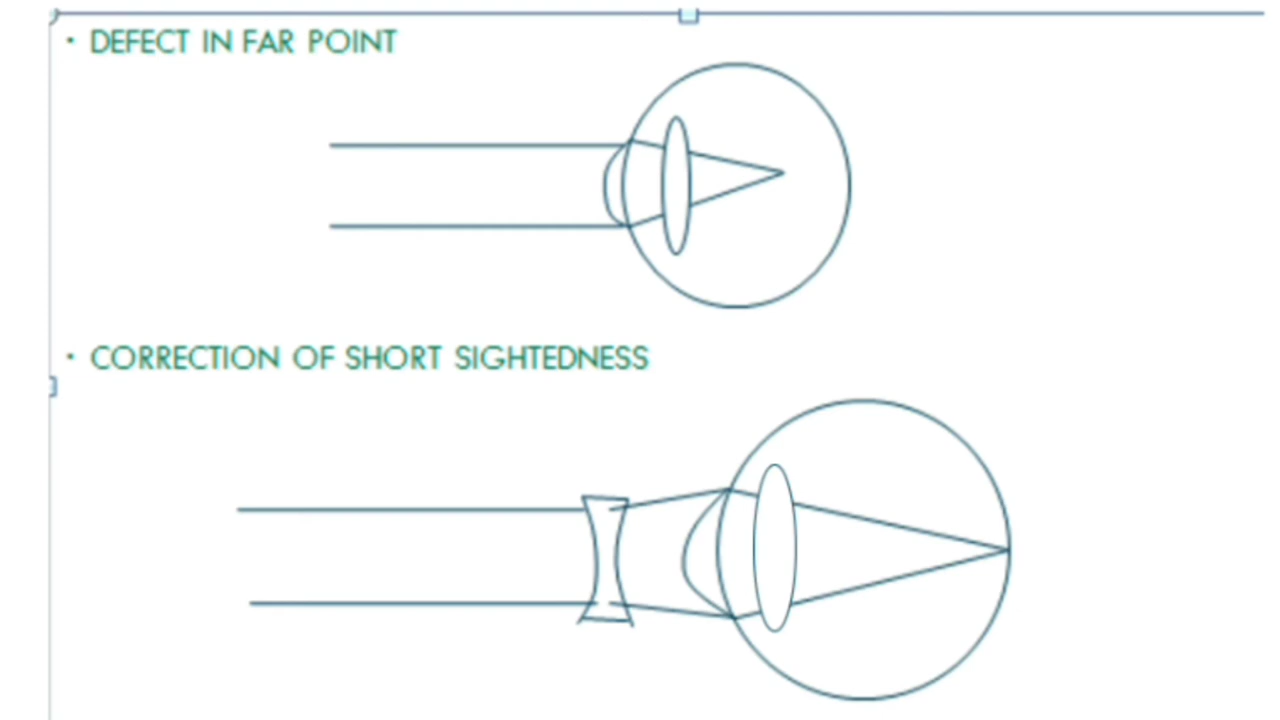 • DEFECT IN FAR POINT
• CORRECTION OF SHORT SIGHTEDNESS